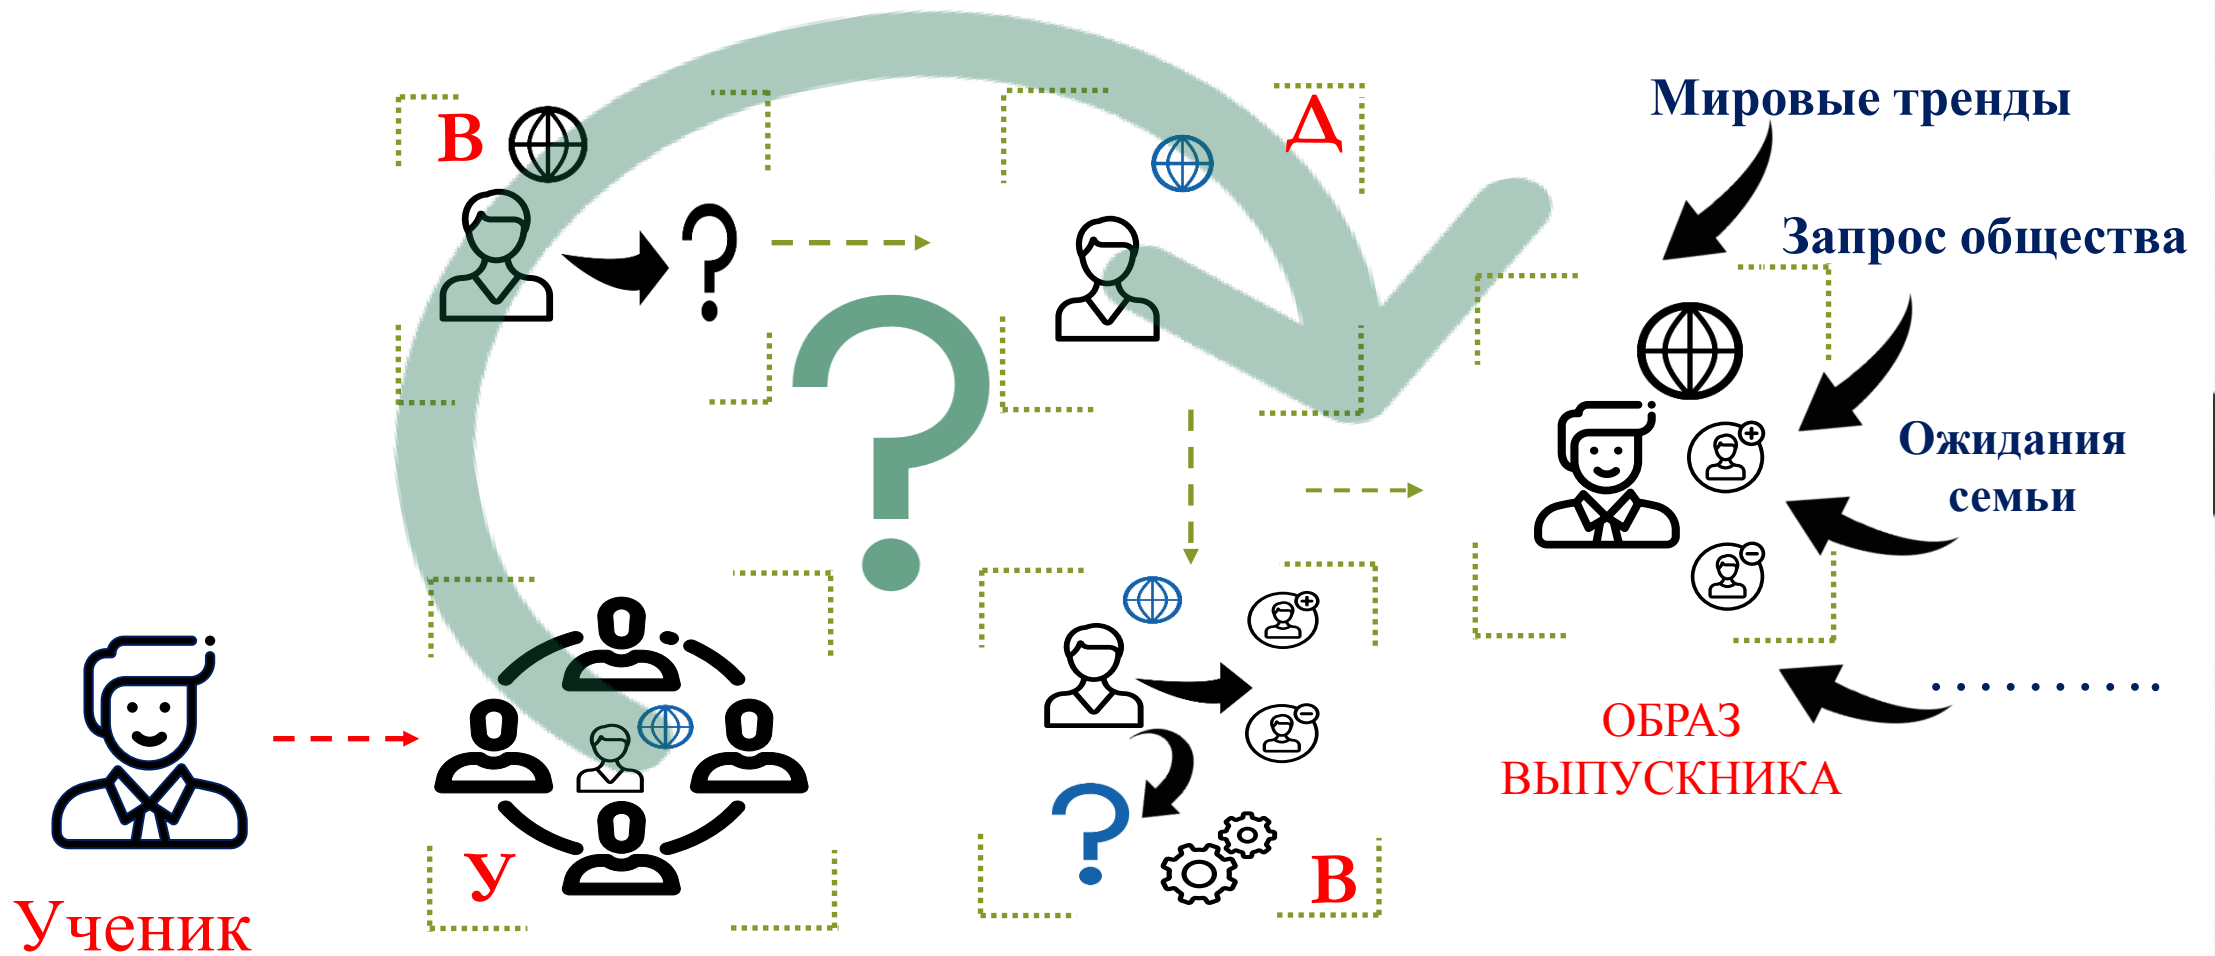 Мировые тренды
В
Д
Запрос общества
Ожидания
семьи
. . . . . . . . . .
ОБРАЗ
ВЫПУСКНИКА
У
В
Ученик